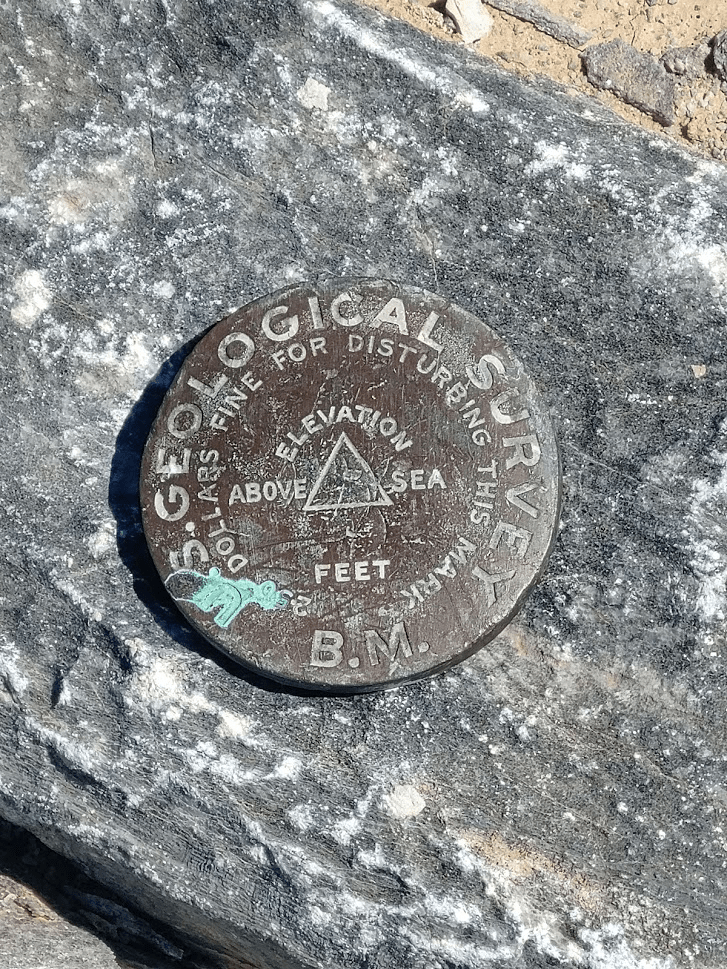 S. GEOLOGICAL SURVEY
DOLLARS FINE FOR DISTURBING THIS MARK
ELEVATION
ABOVE SEA
FEET
B.M.